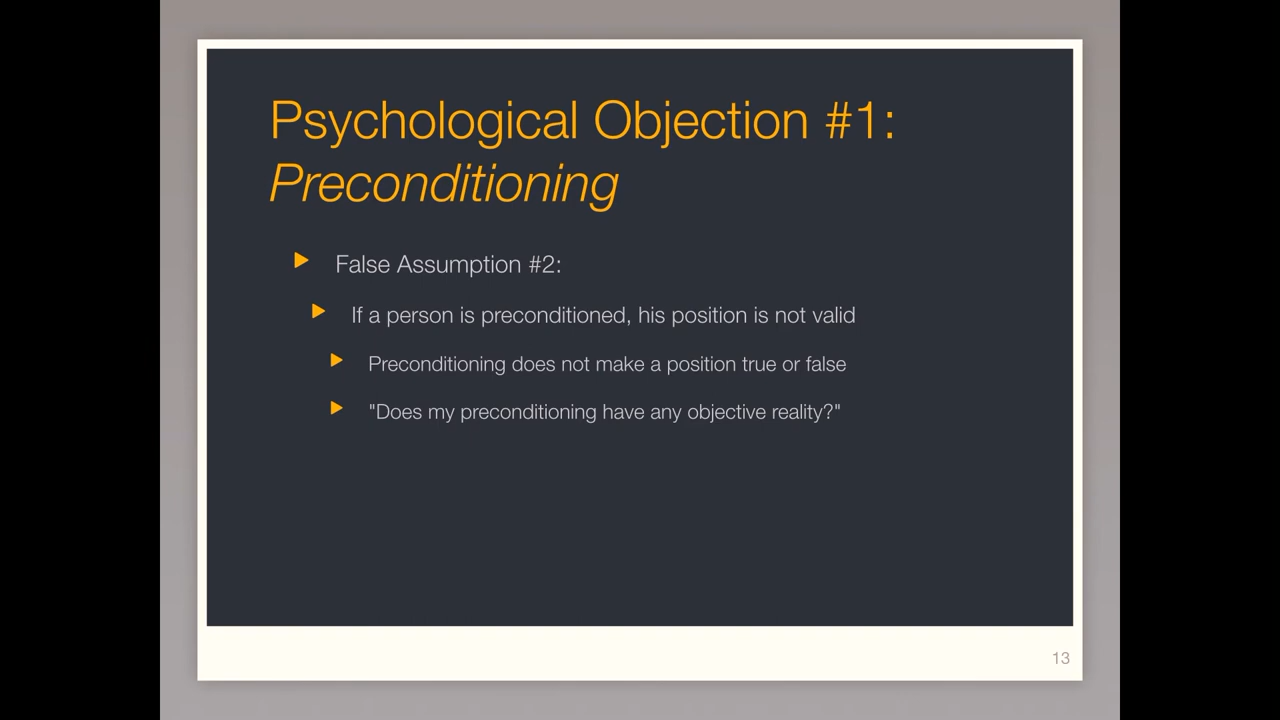 Psychological Objection #1:
Preconditioning
False Assumption #2:
If a person is preconditioned, his position is not valid
Preconditioning does not make a position true or false
"Does my preconditioning have any objective reality?"
13